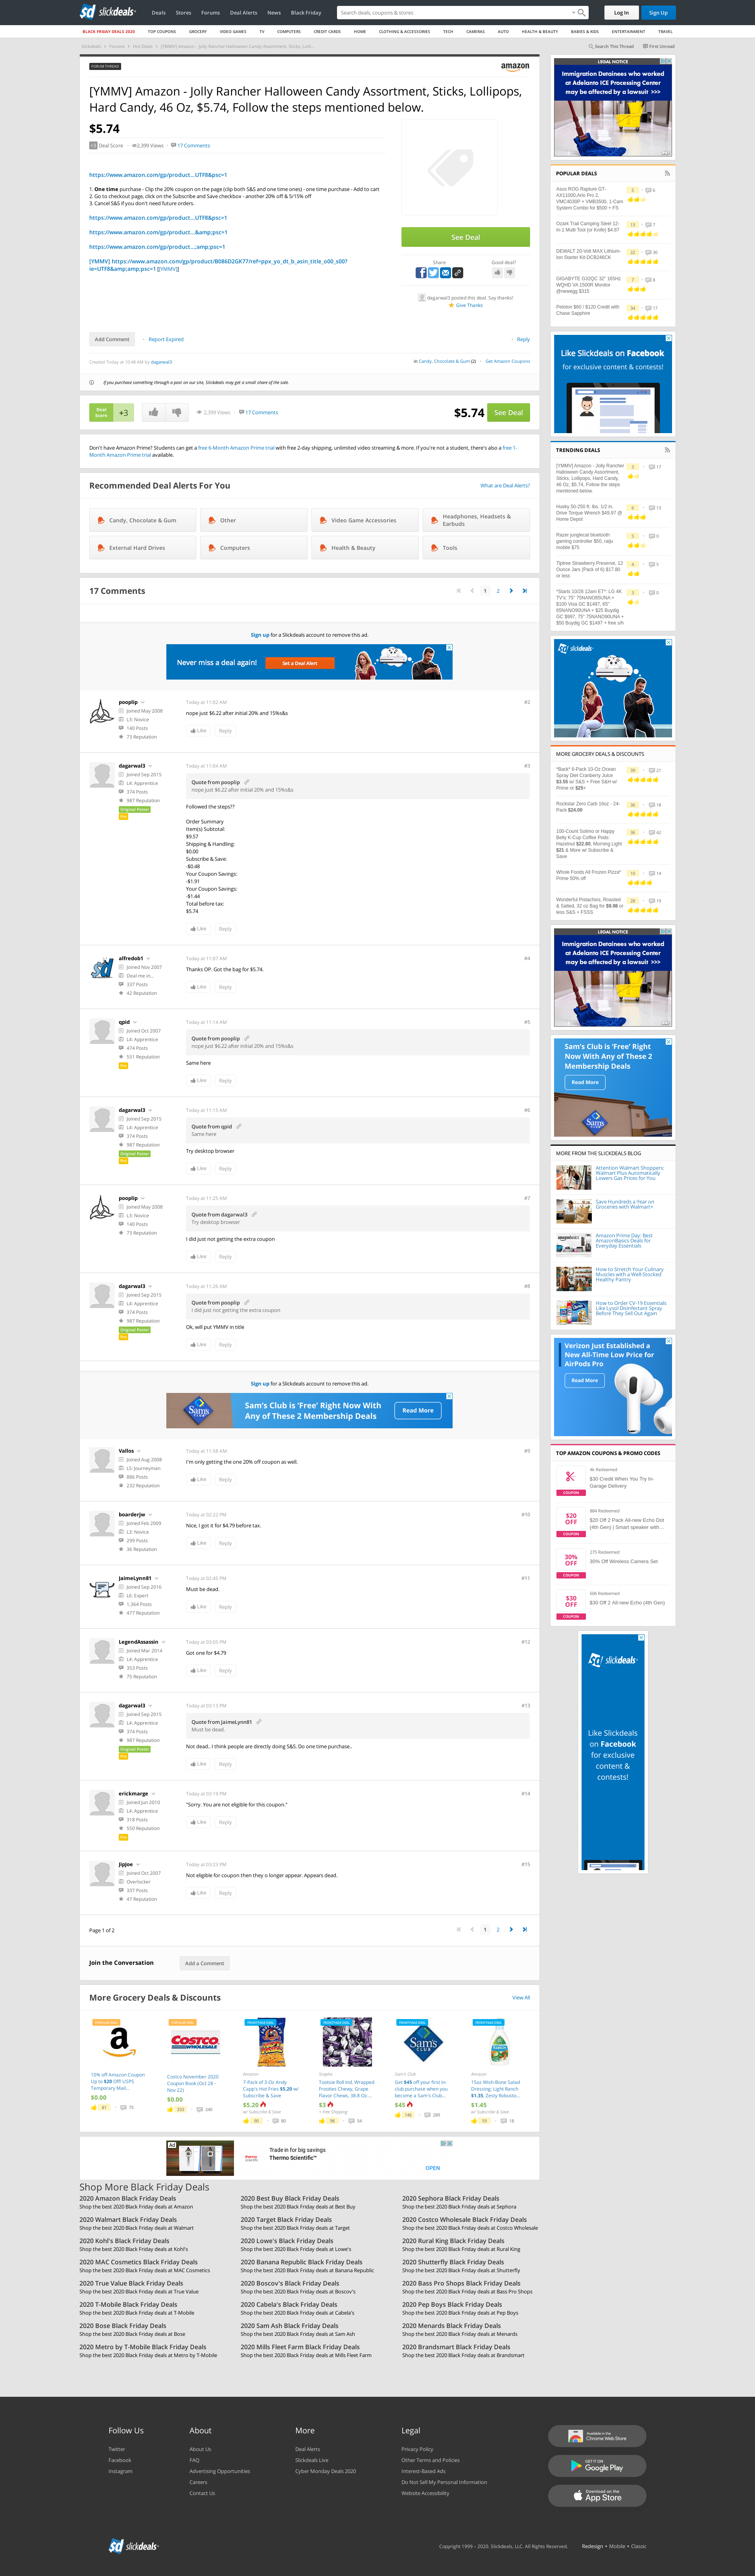 slickdeals
Deals Stores Forums Deal Alerts News Black Friday
Search deals, coupons & stores
Log In
Sign Up
BLACK FRIDAY DEALS 2020 TOP COUPONS GROCERY VIDEO GAMES TV COMPUTERS CREDIT CARDS HOME CLOTHING & ACCESSORIES TECH CAMERAS AUTO HEALTH & BEAUTY BABIES & KIDS ENTERTAINMENT TRAVEL
Search This Thread First Unread
FORUM THREAD
amazon
[YMMV] Amazon - Jolly Rancher Halloween Candy Assortment, Sticks, Lollipops,
Hard Candy, 46 Oz, $5.74, Follow the steps mentioned below.
$5.74
+3 Deal Score 2,399 Views 17 Comments
https://www.amazon.com/gp/product...UTF8&psc=1
1. One time purchase - Clip the 20% coupon on the page (clip both S&S and one time ones) - one time purchase - Add to cart
2. Go to checkout page, click on the Subscribe and Save checkbox - another 20% off & 5/15% off
3. Cancel S&S if you don't need future orders.
https://www.amazon.com/gp/product...UTF8&psc=1
https://www.amazon.com/gp/product...&amp;psc=1
https://www.amazon.com/gp/product...;amp;psc=1
[YMMV] https://www.amazon.com/gp/product/B086D2GK77/ref=ppx_yo_dt_b_asin_title_o00_s00?
ie=UTF8&amp;amp;psc=1 [YMMV]
See Deal
Share Good deal?
dagarwal3 posted this deal. Say thanks!
Give Thanks
Add Comment Report Expired Reply
Created Today at 10:48 AM by dagarwal3
in Candy, Chocolate & Gum (2) Get Amazon Coupons
If you purchase something through a post on our site, Slickdeals may get a small share of the sale.
Deal Score +3 2,399 Views 17 Comments $5.74 See Deal
Don't have Amazon Prime? Students can get a free 6-Month Amazon Prime trial with free 2-day shipping, unlimited video streaming & more. If you're not a student, there's also a free 1-
Month Amazon Prime trial available.
Recommended Deal Alerts For You
What are Deal Alerts?
Candy, Chocolate & Gum Other Video Game Accessories Headphones, Headsets & Earbuds
External Hard Drives Computers Health & Beauty Tools
17 Comments
1 2
Sign up for a Slickdeals account to remove this ad.
Never miss a deal again! Set a Deal Alert
pooplip Today at 11:02 AM #2
Joined May 2008
L3: Novice
140 Posts
73 Reputation
nope just $6.22 after initial 20% and 15%s&s
Like Reply
dagarwal3 Today at 11:04 AM #3
Joined Sep 2015
L4: Apprentice
374 Posts
987 Reputation
Original Poster
Pro
Quote from pooplip
nope just $6.22 after initial 20% and 15%s&s
Followed the steps??
Order Summary
Item(s) Subtotal:
$9.57
Shipping & Handling:
$0.00
Subscribe & Save:
-$0.48
Your Coupon Savings:
-$1.91
Your Coupon Savings:
-$1.44
Total before tax:
$5.74
Like Reply
alfredob1 Today at 11:07 AM #4
Joined Nov 2007
Deal me in...
337 Posts
42 Reputation
Thanks OP. Got the bag for $5.74.
Like Reply
qpid Today at 11:14 AM #5
Joined Oct 2007
L4: Apprentice
474 Posts
551 Reputation
Pro
Quote from pooplip
nope just $6.22 after initial 20% and 15%s&s
Same here
Like Reply
dagarwal3 Today at 11:15 AM #6
Joined Sep 2015
L4: Apprentice
374 Posts
987 Reputation
Original Poster
Pro
Quote from qpid
Same here
Try desktop browser
Like Reply
pooplip Today at 11:25 AM #7
Joined May 2008
L3: Novice
140 Posts
73 Reputation
Quote from dagarwal3
Try desktop browser
I did just not getting the extra coupon
Like Reply
dagarwal3 Today at 11:26 AM #8
Joined Sep 2015
L4: Apprentice
374 Posts
987 Reputation
Original Poster
Pro
Quote from pooplip
I did just not getting the extra coupon
Ok, will put YMMV in title
Like Reply
Sign up for a Slickdeals account to remove this ad.
Sam's Club is 'Free' Right Now With
Any of These 2 Membership Deals
Read More
Vallos Today at 11:58 AM #9
Joined Aug 2008
L5: Journeyman
886 Posts
232 Reputation
I'm only getting the one 20% off coupon as well.
Like Reply
boarderjw Today at 02:22 PM #10
Joined Feb 2009
L3: Novice
299 Posts
36 Reputation
Nice, I got it for $4.79 before tax.
Like Reply
JaimeLynn81 Today at 02:45 PM #11
Joined Sep 2016
L6: Expert
1,364 Posts
477 Reputation
Must be dead.
Like Reply
LegendAssassin Today at 03:05 PM #12
Joined Mar 2014
L4: Apprentice
353 Posts
75 Reputation
Got one for $4.79
Like Reply
dagarwal3 Today at 03:13 PM #13
Joined Sep 2015
L4: Apprentice
374 Posts
987 Reputation
Original Poster
Pro
Quote from JaimeLynn81
Must be dead.
Not dead.. I think people are directly doing S&S. Do one time purchase..
Like Reply
erickmarge Today at 03:19 PM #14
Joined Jun 2010
L4: Apprentice
318 Posts
550 Reputation
Pro
"Sorry. You are not eligible for this coupon."
Like Reply
JipJoe Today at 03:23 PM #15
Joined Oct 2007
Overlocker
337 Posts
47 Reputation
Not eligible for coupon then they o longer appear. Appears dead.
Like Reply
Page 1 of 2
1 2
Join the Conversation Add a Comment
More Grocery Deals & Discounts
View All
10% off Amazon Coupon
Up to $20 Off! USPS
Temporary Mail...
$0.00
Costco November 2020
Coupon Book (Oct 28 -
Nov 22)
$0.00
Amazon
7-Pack of 3-Oz Andy
Capp's Hot Fries $5.20 w/
Subscribe & Save
$5.20
w/ Subscribe & Save
Staples
Tootsie Roll Ind. Wrapped
Frooties Chewy, Grape
Flavor Chews, 38.8 Oz...
$3
+ Free Shipping
Sam's Club
Get $45 off your first in
club purchase when you
become a Sam's Club...
$45
Amazon
15oz Wish-Bone Salad
Dressing: Light Ranch
$1.35, Zesty Robusto...
$1.45
w/ Subscribe & Save
Ad
Trade in for big savings
Thermo Scientific™
OPEN
Shop More Black Friday Deals
2020 Amazon Black Friday Deals
Shop the best 2020 Black Friday deals at Amazon
2020 Best Buy Black Friday Deals
Shop the best 2020 Black Friday deals at Best Buy
2020 Sephora Black Friday Deals
Shop the best 2020 Black Friday deals at Sephora
2020 Walmart Black Friday Deals
Shop the best 2020 Black Friday deals at Walmart
2020 Target Black Friday Deals
Shop the best 2020 Black Friday deals at Target
2020 Costco Wholesale Black Friday Deals
Shop the best 2020 Black Friday deals at Costco Wholesale
2020 Kohl's Black Friday Deals
Shop the best 2020 Black Friday deals at Kohl's
2020 Lowe's Black Friday Deals
Shop the best 2020 Black Friday deals at Lowe's
2020 Rural King Black Friday Deals
Shop the best 2020 Black Friday deals at Rural King
2020 MAC Cosmetics Black Friday Deals
Shop the best 2020 Black Friday deals at MAC Cosmetics
2020 Banana Republic Black Friday Deals
Shop the best 2020 Black Friday deals at Banana Republic
2020 Shutterfly Black Friday Deals
Shop the best 2020 Black Friday deals at Shutterfly
2020 True Value Black Friday Deals
Shop the best 2020 Black Friday deals at True Value
2020 Boscov's Black Friday Deals
Shop the best 2020 Black Friday deals at Boscov's
2020 Bass Pro Shops Black Friday Deals
Shop the best 2020 Black Friday deals at Bass Pro Shops
2020 T-Mobile Black Friday Deals
Shop the best 2020 Black Friday deals at T-Mobile
2020 Cabela's Black Friday Deals
Shop the best 2020 Black Friday deals at Cabela's
2020 Pep Boys Black Friday Deals
Shop the best 2020 Black Friday deals at Pep Boys
2020 Bose Black Friday Deals
Shop the best 2020 Black Friday deals at Bose
2020 Sam Ash Black Friday Deals
Shop the best 2020 Black Friday deals at Sam Ash
2020 Menards Black Friday Deals
Shop the best 2020 Black Friday deals at Menards
2020 Metro by T-Mobile Black Friday Deals
Shop the best 2020 Black Friday deals at Metro by T-Mobile
2020 Mills Fleet Farm Black Friday Deals
Shop the best 2020 Black Friday deals at Mills Fleet Farm
2020 Brandsmart Black Friday Deals
Shop the best 2020 Black Friday deals at Brandsmart
LEGAL NOTICE
Immigration Detainees who worked
at Adelanto ICE Processing Center
may be affected by a lawsuit >>>
POPULAR DEALS
Asus ROG Rapture GT-
AX11000,Arlo Pro 2,
VMC4030P + VMB3500, 1-Cam
System Combo for $500 + FS
Ozark Trail Camping Steel 12-
in-1 Multi Tool (or Knife) $4.87
DEWALT 20-Volt MAX Lithium-
Ion Starter Kit-DCB246CK
GIGABYTE G32QC 32" 165Hz
WQHD VA 1500R Monitor
@newegg $315
Peloton $60 / $120 Credit with
Chase Sapphire
Like Slickdeals on Facebook
for exclusive content & contests!
TRENDING DEALS
[YMMV] Amazon - Jolly Rancher
Halloween Candy Assortment,
Sticks, Lollipops, Hard Candy,
46 Oz, $5.74, Follow the steps
mentioned below.
Husky 50-250 ft. lbs. 1/2 in.
Drive Torque Wrench $49.97 @
Home Depot
Razer junglecat bluetooth
gaming controller $50, raiju
mobile $75
Tiptree Strawberry Preserve, 12
Ounce Jars (Pack of 6) $17.80
or less
*Starts 10/28 12am ET*: LG 4K
TV's: 75" 75NANO85UNA +
$100 Visa GC $1497, 65"
65NANO90UNA + $25 Buydig
GC $997, 75" 75NANO90UNA +
$50 Buydig GC $1497 + free s/h
slickdeals
MORE GROCERY DEALS & DISCOUNTS
*Back* 6-Pack 10-Oz Ocean
Spray Diet Cranberry Juice
$3.55 w/ S&S + Free S&H w/
Prime or $25+
Rockstar Zero Carb 16oz - 24-
Pack $24.00
100-Count Solimo or Happy
Belly K-Cup Coffee Pods:
Hazelnut $22.80, Morning Light
$21 & More w/ Subscribe &
Save
Whole Foods All Frozen Pizza*
Prime 50% off
Wonderful Pistachios, Roasted
& Salted, 32 oz Bag for $9.98 or
less S&S + FSSS
LEGAL NOTICE
Immigration Detainees who worked
at Adelanto ICE Processing Center
may be affected by a lawsuit >>>
Sam's Club is 'Free' Right
Now With Any of These 2
Membership Deals
Read More
MORE FROM THE SLICKDEALS BLOG
Attention Walmart Shoppers:
Walmart Plus Automatically
Lowers Gas Prices for You
Save Hundreds a Year on
Groceries with Walmart+
Amazon Prime Day: Best
AmazonBasics Deals for
Everyday Essentials
How to Stretch Your Culinary
Muscles with a Well-Stocked
Healthy Pantry
How to Order CV-19 Essentials
Like Lysol Disinfectant Spray
Before They Sell Out Again
Verizon Just Established a
New All-Time Low Price for
AirPods Pro
Read More
TOP AMAZON COUPONS & PROMO CODES
4k Redeemed
$30 Credit When You Try In-
Garage Delivery
COUPON
$20 OFF
884 Redeemed
$20 Off 2 Pack All-new Echo Dot
(4th Gen) | Smart speaker with...
COUPON
30% OFF
275 Redeemed
30% Off Wireless Camera Set
COUPON
$30 OFF
506 Redeemed
$30 Off 2 All-new Echo (4th Gen)
COUPON
slickdeals
Like Slickdeals
on Facebook
for exclusive
content &
contests!
Follow Us
Twitter
Facebook
Instagram
About
About Us
FAQ
Advertising Opportunities
Careers
Contact Us
More
Deal Alerts
Slickdeals Live
Cyber Monday Deals 2020
Legal
Privacy Policy
Other Terms and Policies
Interest-Based Ads
Do Not Sell My Personal Information
Website Accessibility
Available in the Chrome Web Store
GET IT ON Google Play
Download on the App Store
slickdeals
Copyright 1999 - 2020. Slickdeals, LLC. All Rights Reserved. Redesign • Mobile • Classic